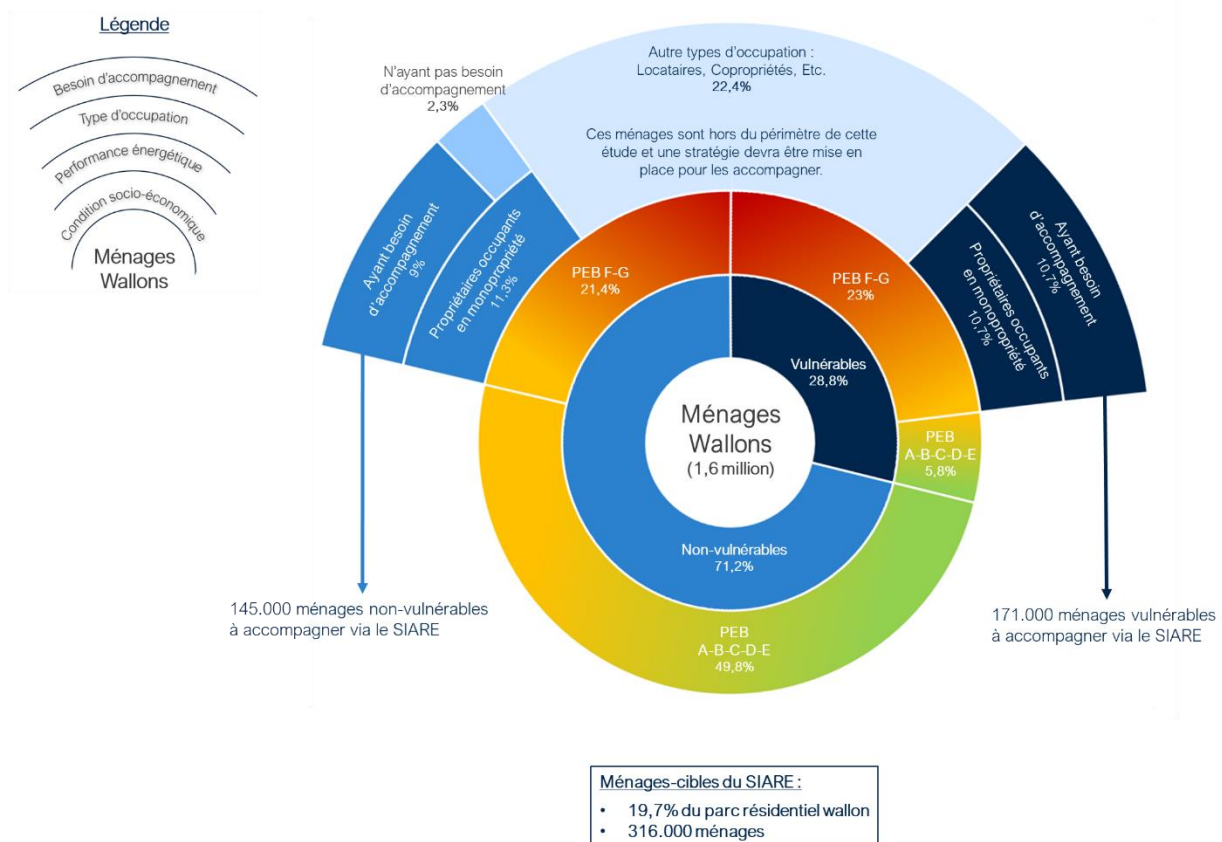 Légende
Besoin d'accompagnement
Type d'occupation
Performance énergétique
Condition socio-économique
Ménages
Wallons
N'ayant pas besoin
d'accompagnement
2,3%
Autre types d'occupation :
Locataires, Copropriétés, Etc.
22,4%
Ces ménages sont hors du périmètre de cette
étude et une stratégie devra être mise en
place pour les accompagner.
Ayant besoin
d'accompagnement
9%
Propriétaires occupants
en monopropriété
11,3%
PEB F-G
21,4%
PEB F-G
23%
Propriétaires occupants
en monopropriété
10,7%
Ayant besoin
d'accompagnement
10,7%
Vulnérables
28,8%
Ménages
Wallons
(1,6 million)
PEB
A-B-C-D-E
5,8%
Non-vulnérables
71,2%
PEB
A-B-C-D-E
49,8%
145.000 ménages non-vulnérables
à accompagner via le SIARE
171.000 ménages vulnérables
à accompagner via le SIARE
Ménages-cibles du SIARE :
• 19,7% du parc résidentiel wallon
• 316.000 ménages